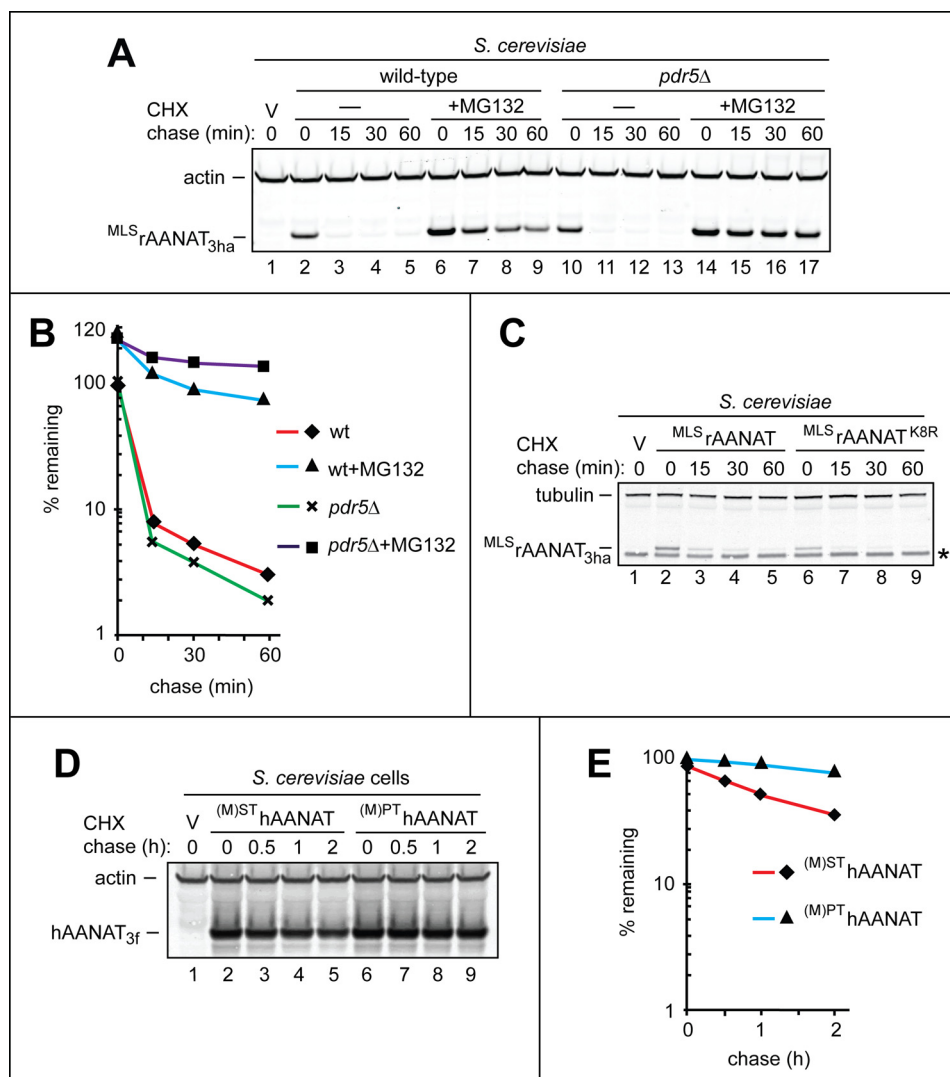 A
S. cerevisiae
wild-type pdr5Δ
CHX V — +MG132 — +MG132
chase (min): 0 0 15 30 60 0 15 30 60 0 15 30 60 0 15 30 60
actin –
MLSrAANAT3ha –
1 2 3 4 5 6 7 8 9 10 11 12 13 14 15 16 17
B
120
100
10
1
% remaining
0 30 60
chase (min)
wt
wt+MG132
pdr5Δ
pdr5Δ+MG132
C
S. cerevisiae
CHX V MLSrAANAT MLSrAANATK8R
chase (min): 0 0 15 30 60 0 15 30 60
tubulin –
MLSrAANAT3ha – *
1 2 3 4 5 6 7 8 9
D
S. cerevisiae cells
CHX V (M)SThAANAT (M)PThAANAT
chase (h): 0 0 0.5 1 2 0 0.5 1 2
actin –
hAANAT3f –
1 2 3 4 5 6 7 8 9
E
100
10
1
% remaining
0 1 2
chase (h)
(M)SThAANAT
(M)PThAANAT